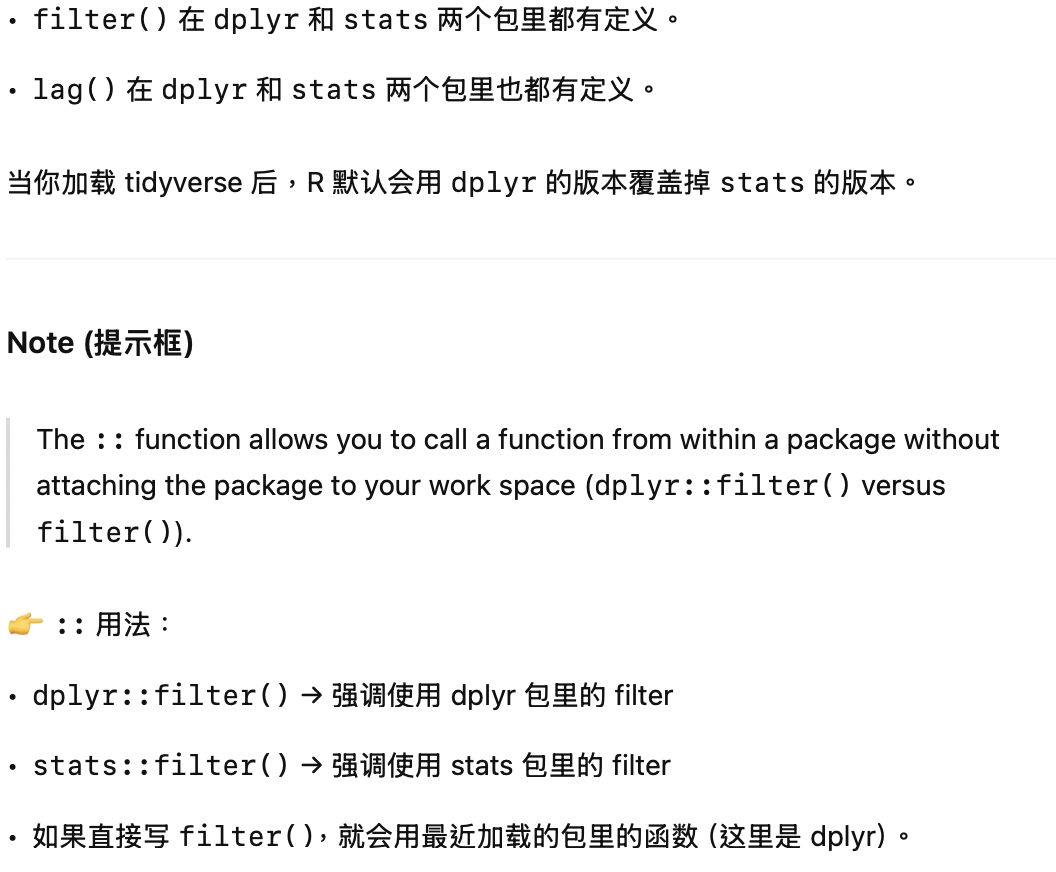 • filter() 在 dplyr 和 stats 两个包里都有定义。
• lag() 在 dplyr 和 stats 两个包里也都有定义。
当你加载 tidyverse 后，R 默认会用 dplyr 的版本覆盖掉 stats 的版本。
Note (提示框)
The :: function allows you to call a function from within a package without
attaching the package to your work space (dplyr::filter() versus
filter()).
👉 :: 用法：
• dplyr::filter() → 强调使用 dplyr 包里的 filter
• stats::filter() → 强调使用 stats 包里的 filter
• 如果直接写 filter()，就会用最近加载的包里的函数 (这里是 dplyr)。